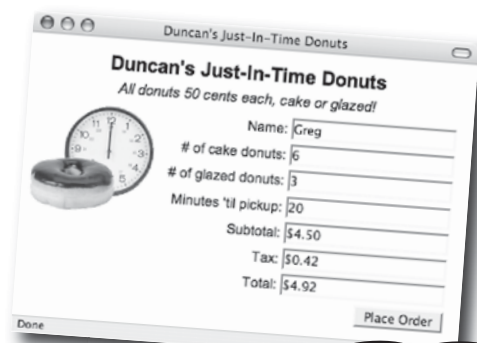 Duncan's Just-In-Time Donuts
Duncan's Just-In-Time Donuts
All donuts 50 cents each, cake or glazed!
Name: Greg
# of cake donuts: 6
# of glazed donuts: 3
Minutes 'til pickup: 20
Subtotal: $4.50
Tax: $0.42
Total: $4.92
Place Order
Done